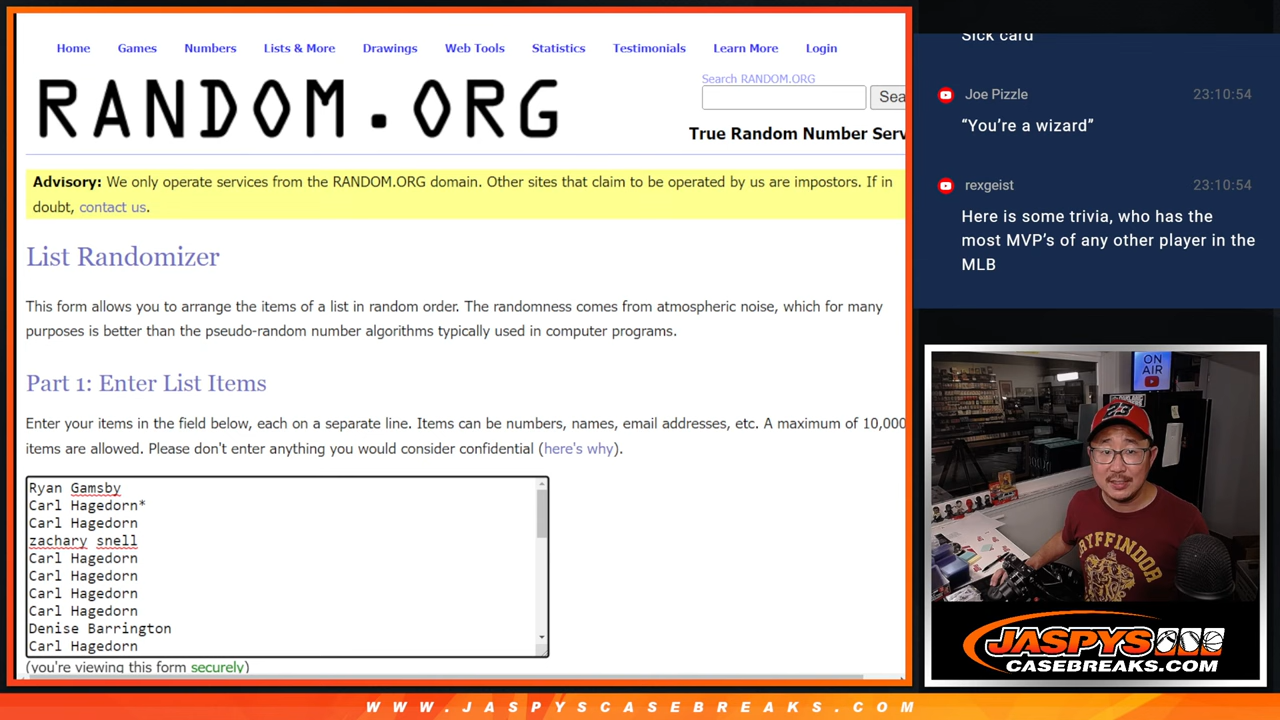 Home Games Numbers Lists & More Drawings Web Tools Statistics Testimonials Learn More Login
RANDOM.ORG
Search RANDOM.ORG
Sea
True Random Number Serv
Advisory: We only operate services from the RANDOM.ORG domain. Other sites that claim to be operated by us are impostors. If in
doubt, contact us.
List Randomizer
This form allows you to arrange the items of a list in random order. The randomness comes from atmospheric noise, which for many
purposes is better than the pseudo-random number algorithms typically used in computer programs.
Part 1: Enter List Items
Enter your items in the field below, each on a separate line. Items can be numbers, names, email addresses, etc. A maximum of 10,000
items are allowed. Please don't enter anything you would consider confidential (here's why).
Ryan Gamsby
Carl Hagedorn*
Carl Hagedorn
zachary snell
Carl Hagedorn
Carl Hagedorn
Carl Hagedorn
Carl Hagedorn
Denise Barrington
Carl Hagedorn
(you're viewing this form securely)
Sick card
Joe Pizzle 23:10:54
“You’re a wizard”
rexgeist 23:10:54
Here is some trivia, who has the
most MVP’s of any other player in the
MLB
ON
AIR
23
GRYFFINDOR
JASPYS
CASEBREAKS.COM
WWW.JASPYSCASEBREAKS.COM